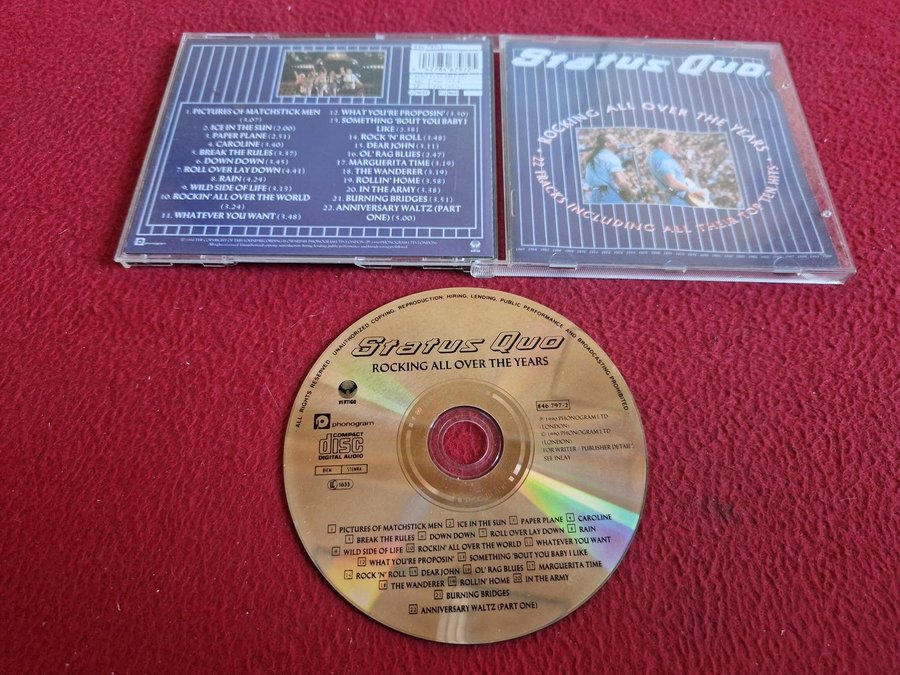 1. PICTURES OF MATCHSTICK MEN
(3.07)
2. ICE IN THE SUN (2.00)
3. PAPER PLANE (2.51)
4. CAROLINE (3.40)
5. BREAK THE RULES (3.37)
6. DOWN DOWN (3.45)
7. ROLL OVER LAY DOWN (4.41)
8. RAIN (4.24)
9. WILD SIDE OF LIFE (3.13)
10. ROCKIN' ALL OVER THE WORLD
(3.24)
11. WHATEVER YOU WANT (3.48)
12. WHAT YOU'RE PROPOSIN' (3.50)
13. SOMETHING 'BOUT YOU BABY I
LIKE (2.38)
14. ROCK 'N' ROLL (3.48)
15. DEAR JOHN (3.11)
16. OL' RAG BLUES (2.47)
17. MARGUERITA TIME (3.19)
18. THE WANDERER (3.19)
19. ROLLIN' HOME (3.58)
20. IN THE ARMY (3.38)
21. BURNING BRIDGES (3.51)
22. ANNIVERSARY WALTZ (PART
ONE) (5.00)
phonogram
Status Quo
ROCKING ALL OVER THE YEARS
• 22 TRACKS INCLUDING ALL THEIR TOP TEN HITS •
ALL RIGHTS RESERVED. UNAUTHORIZED COPYING, REPRODUCTION, HIRING, LENDING, PUBLIC PERFORMANCE AND BROADCASTING PROHIBITED
Status Quo
ROCKING ALL OVER THE YEARS
VERTIGO
846 797-2
phonogram
COMPACT
disc
DIGITAL AUDIO
BIEM STEMRA
LC 1633
℗ 1990 PHONOGRAM LTD
(LONDON)
© 1990 PHONOGRAM LTD
(LONDON)
FOR WRITER / PUBLISHER DETAILS
SEE INLAY
1 PICTURES OF MATCHSTICK MEN 2 ICE IN THE SUN 3 PAPER PLANE 4 CAROLINE
5 BREAK THE RULES 6 DOWN DOWN 7 ROLL OVER LAY DOWN 8 RAIN
9 WILD SIDE OF LIFE 10 ROCKIN' ALL OVER THE WORLD 11 WHATEVER YOU WANT
12 WHAT YOU'RE PROPOSIN' 13 SOMETHING 'BOUT YOU BABY I LIKE
14 ROCK 'N' ROLL 15 DEAR JOHN 16 OL' RAG BLUES 17 MARGUERITA TIME
18 THE WANDERER 19 ROLLIN' HOME 20 IN THE ARMY
21 BURNING BRIDGES
22 ANNIVERSARY WALTZ (PART ONE)